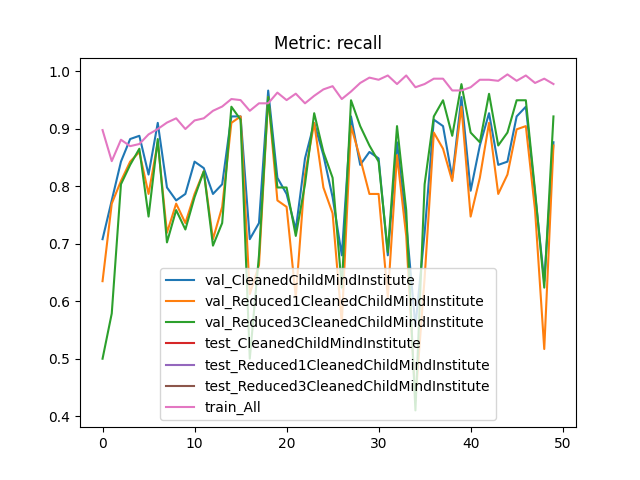 Metric: recall
1.0
0.9
0.8
0.7
0.6
0.5
0.4
val_CleanedChildMindInstitute
val_Reduced1CleanedChildMindInstitute
val_Reduced3CleanedChildMindInstitute
test_CleanedChildMindInstitute
test_Reduced1CleanedChildMindInstitute
test_Reduced3CleanedChildMindInstitute
train_All
0 10 20 30 40 50